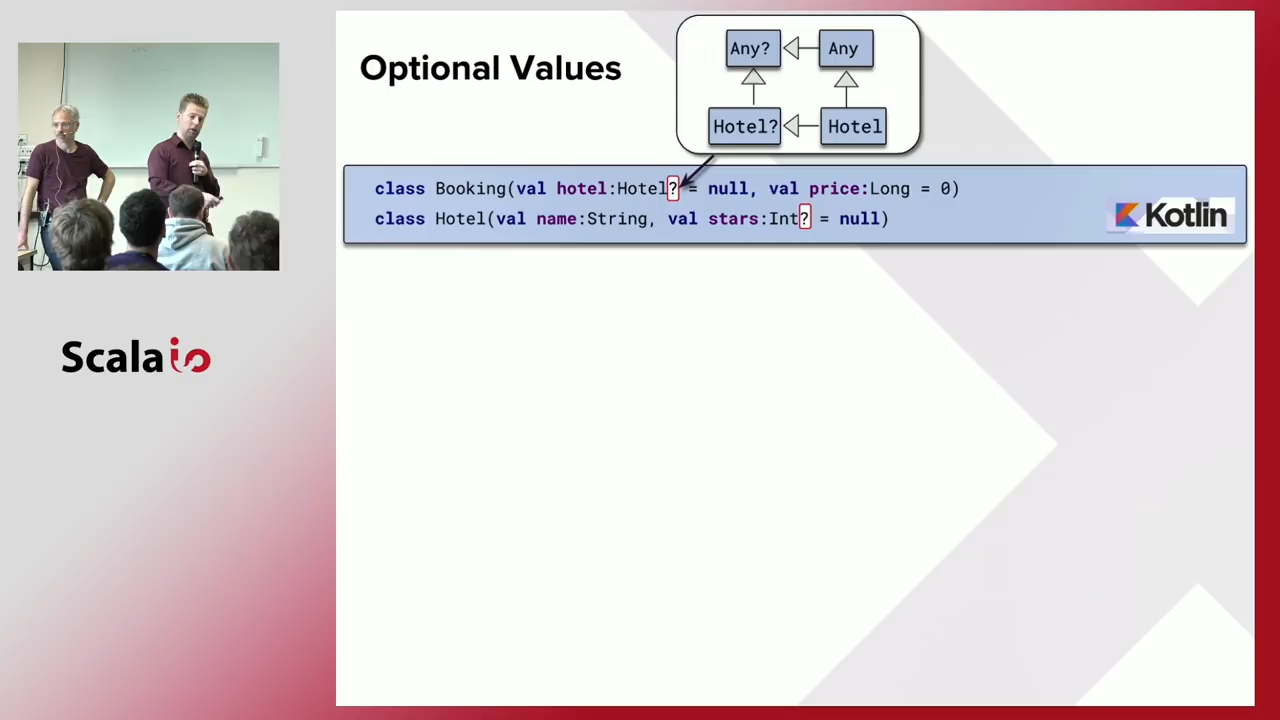 Optional Values
Any?
Any
Hotel?
Hotel
class Booking(val hotel:Hotel? = null, val price:Long = 0)
class Hotel(val name:String, val stars:Int? = null)
Kotlin
Scala io